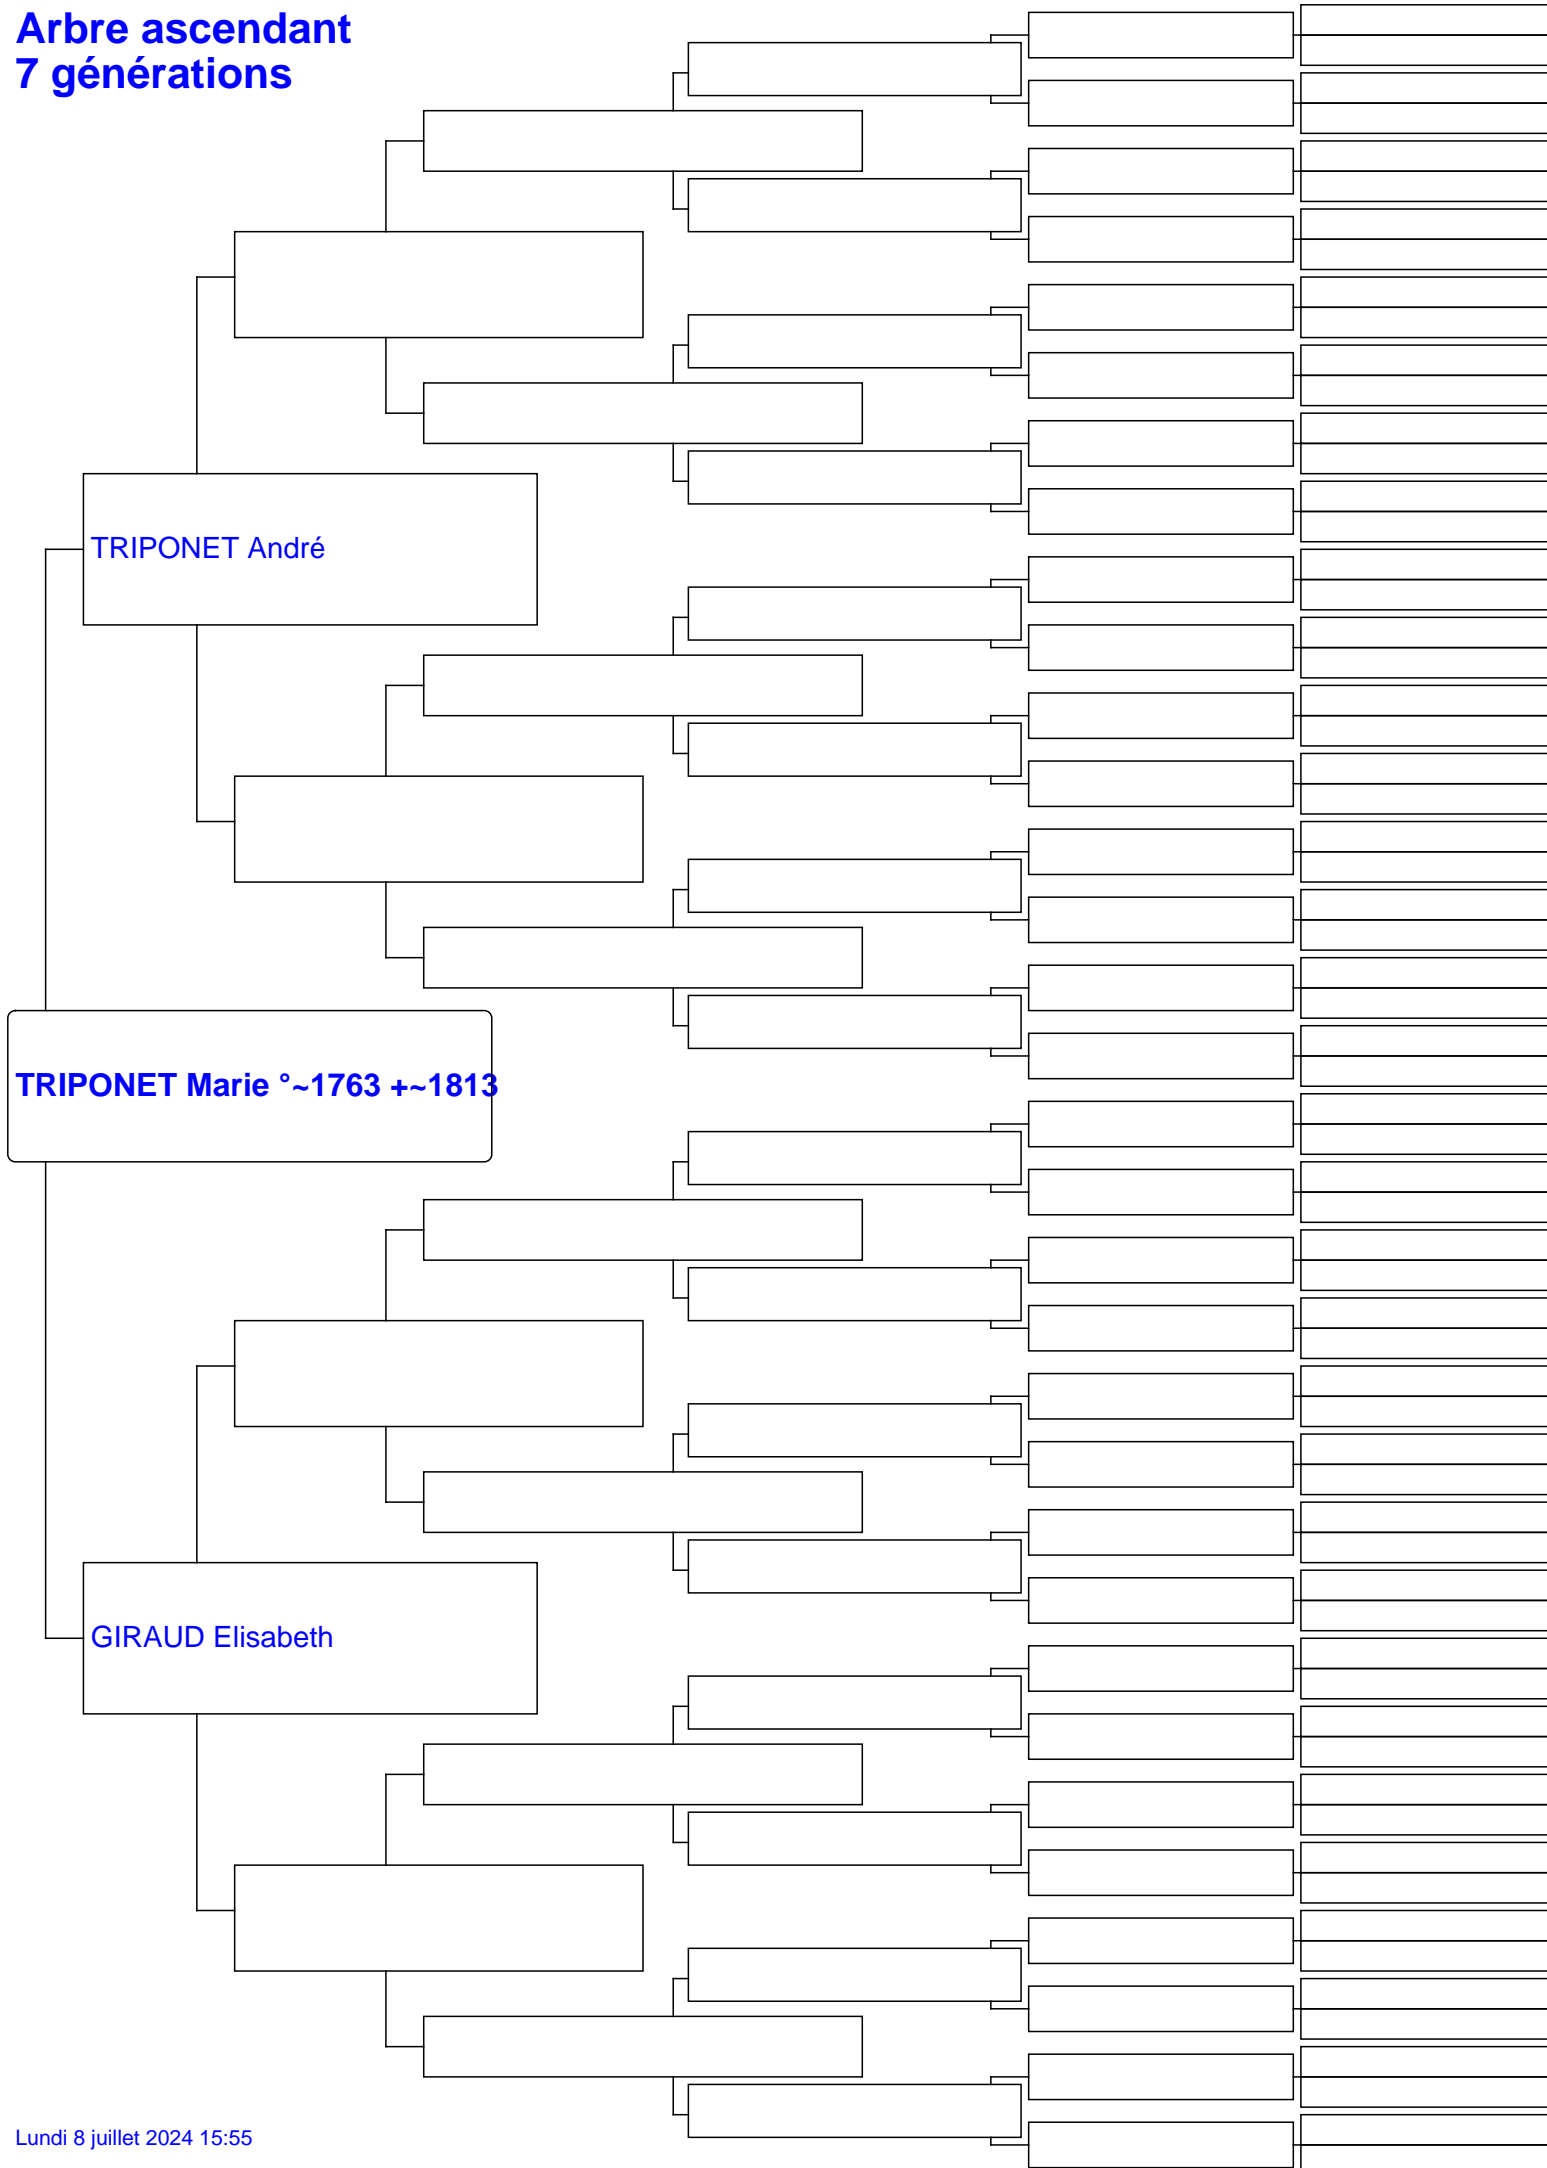 Arbre ascendant
7 générations
TRIPONET André
TRIPONET Marie °~1763 +~1813
GIRAUD Elisabeth
Lundi 8 juillet 2024 15:55